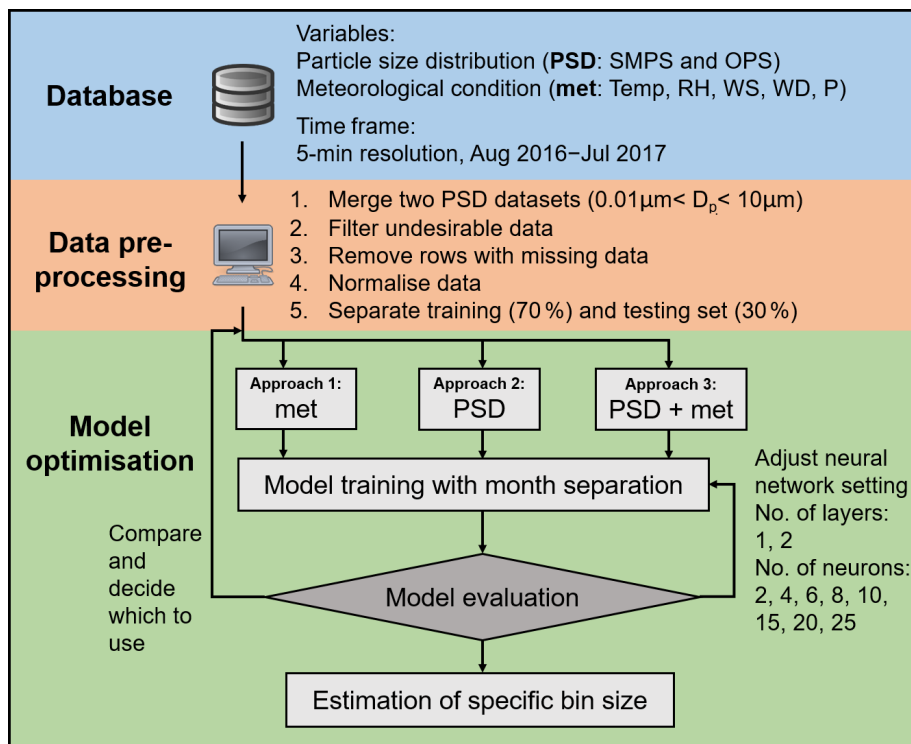 Database
Variables:
Particle size distribution (PSD: SMPS and OPS)
Meteorological condition (met: Temp, RH, WS, WD, P)
Time frame:
5-min resolution, Aug 2016−Jul 2017
Data pre-
processing
1. Merge two PSD datasets (0.01µm< Dp< 10µm)
2. Filter undesirable data
3. Remove rows with missing data
4. Normalise data
5. Separate training (70 %) and testing set (30 %)
Model
optimisation
Approach 1:
met
Approach 2:
PSD
Approach 3:
PSD + met
Model training with month separation
Adjust neural
network setting
No. of layers:
1, 2
No. of neurons:
2, 4, 6, 8, 10,
15, 20, 25
Compare
and
decide
which to
use
Model evaluation
Estimation of specific bin size